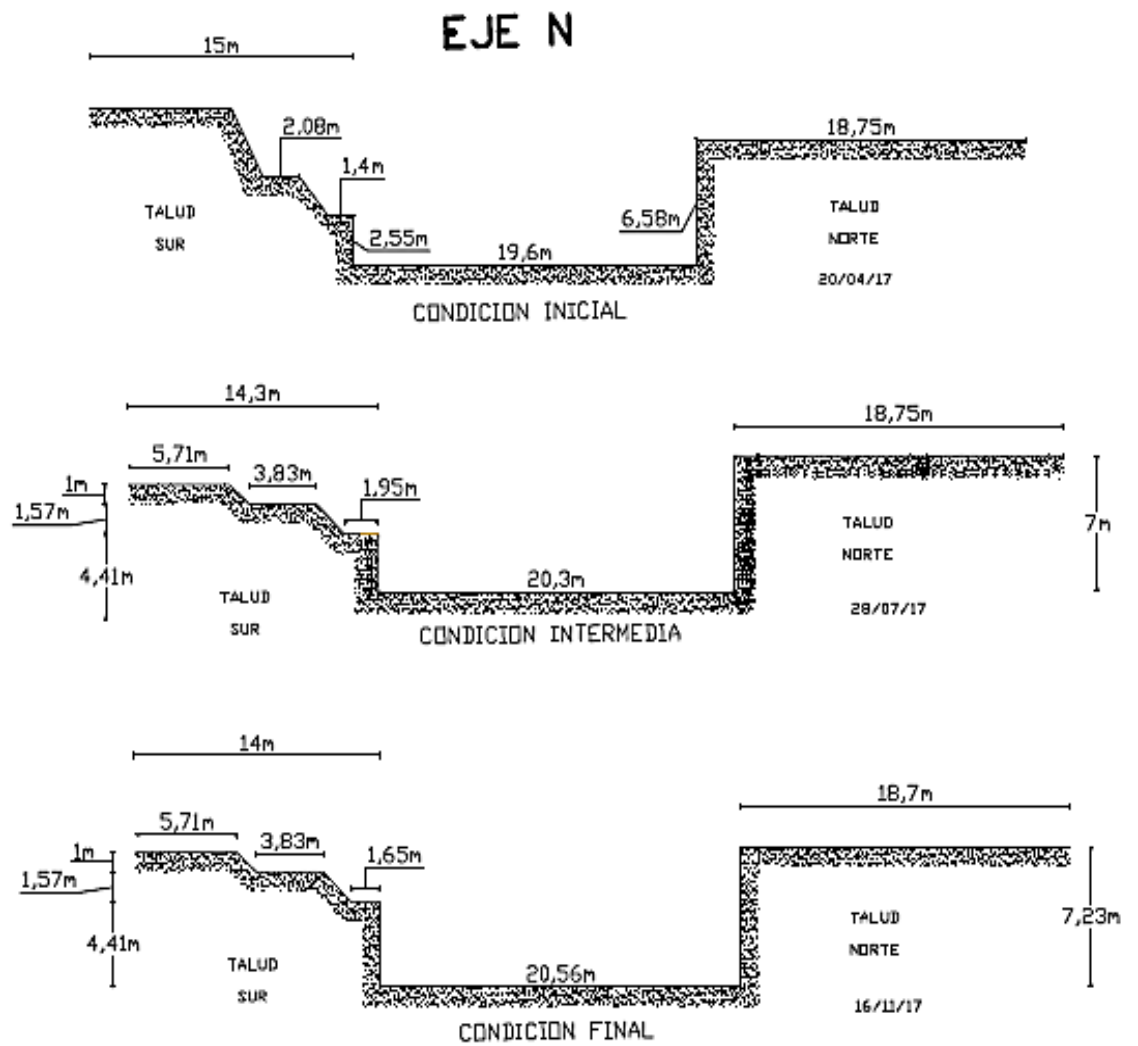 EJE N
15m
2,08m
18,75m
1,4m
TALUD
SUR
6,58m
TALUD
NORTE
2,55m
19,6m
20/04/17
CONDICION INICIAL
14,3m
18,75m
5,71m
3,83m
1m
1,95m
1,57m
TALUD
NORTE
7m
4,41m
20,3m
TALUD
SUR
28/07/17
CONDICION INTERMEDIA
14m
18,7m
5,71m
3,83m
1m
1,65m
1,57m
TALUD
NORTE
7,23m
4,41m
TALUD
SUR
20,56m
16/11/17
CONDICION FINAL